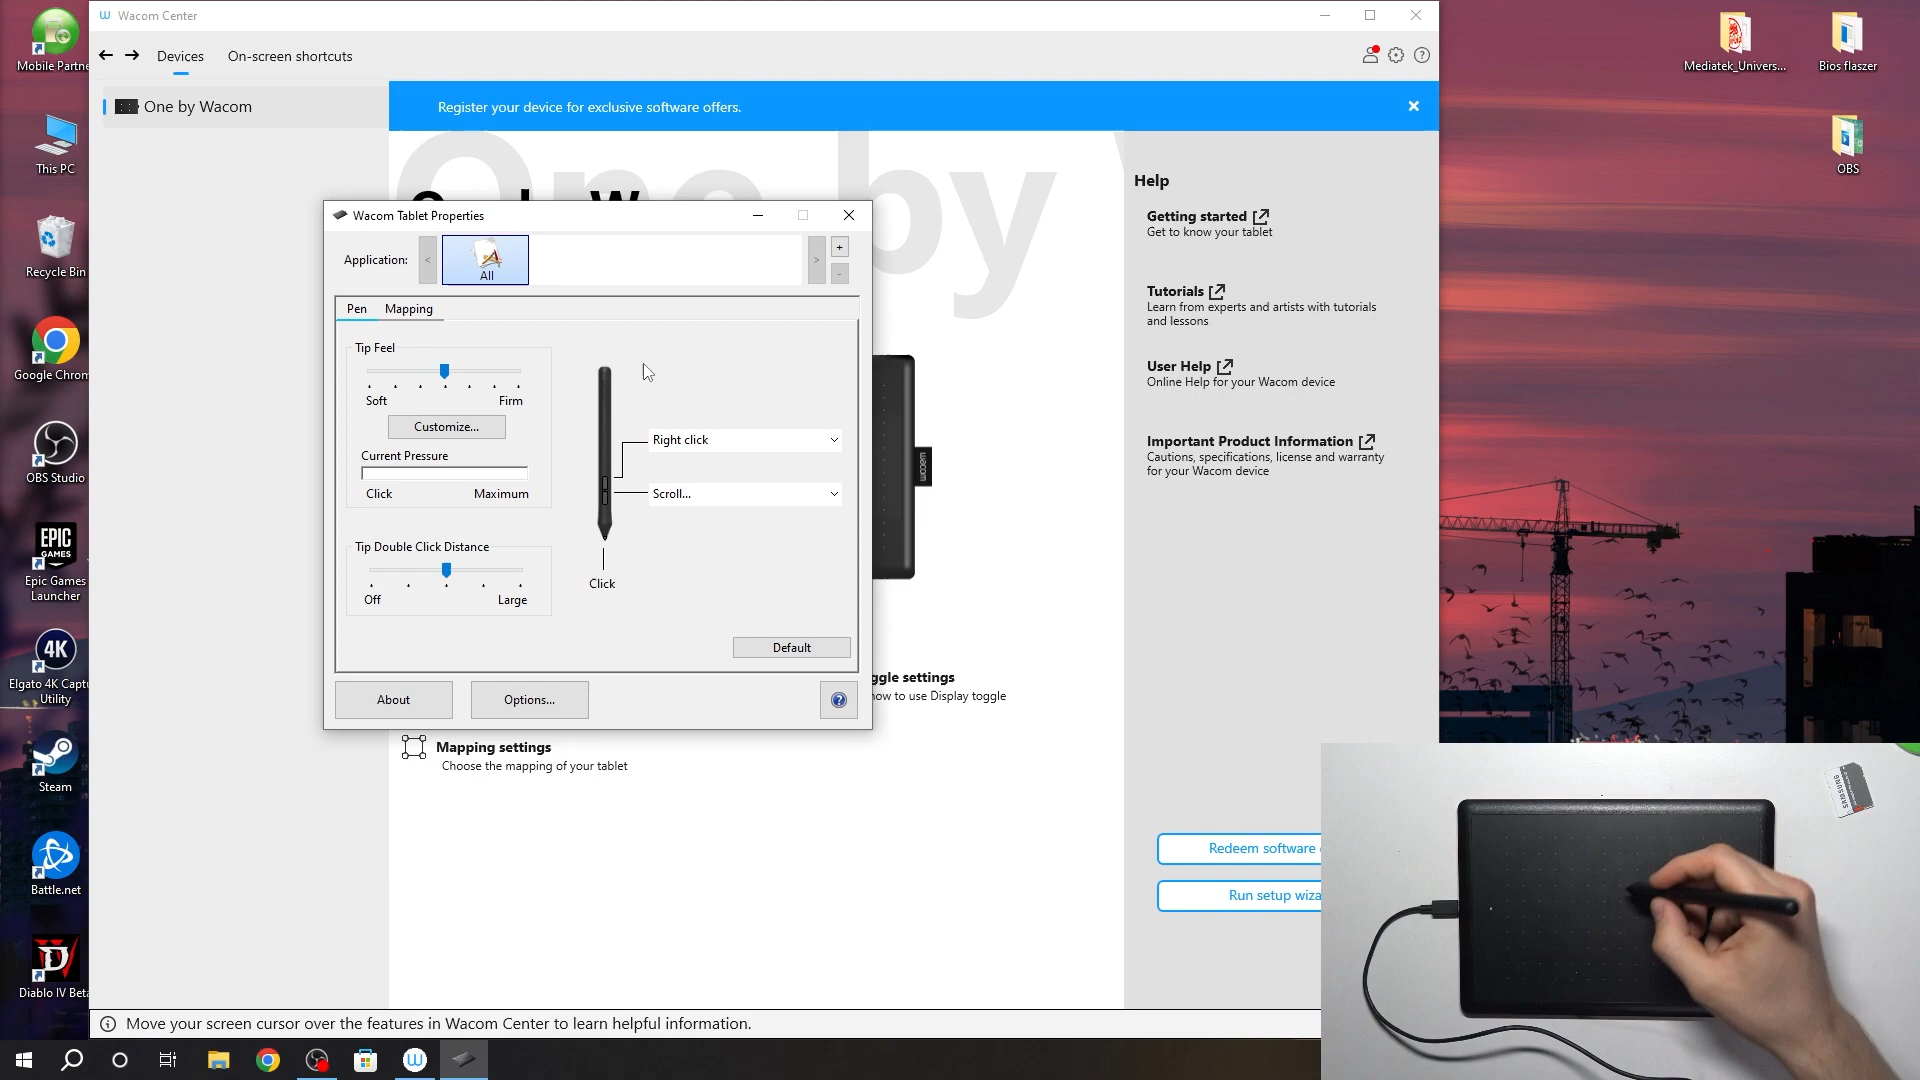 Wacom Center
Devices
On-screen shortcuts
One by Wacom
Register your device for exclusive software offers.
One by
Help
Getting started
Get to know your tablet
Tutorials
Learn from experts and artists with tutorials
and lessons
User Help
Online Help for your Wacom device
Important Product Information
Cautions, specifications, license and warranty
for your Wacom device
Wacom Tablet Properties
Application:
<
All
>
+
-
Pen
Mapping
Tip Feel
Soft
Firm
Customize...
Current Pressure
Click
Maximum
Tip Double Click Distance
Off
Large
Right click
Scroll...
Click
Default
About
Options...
?
wacom
ggle settings
how to use Display toggle
Mapping settings
Choose the mapping of your tablet
Redeem software
Run setup wiza
Move your screen cursor over the features in Wacom Center to learn helpful information.
Mobile Partne
This PC
Recycle Bin
Google Chrom
OBS Studio
EPIC
GAMES
Epic Games
Launcher
4K
Elgato 4K Captu
Utility
Steam
Battle.net
Diablo IV Beta
Mediatek_Univers...
Bios flaszer
OBS
SAMSUNG